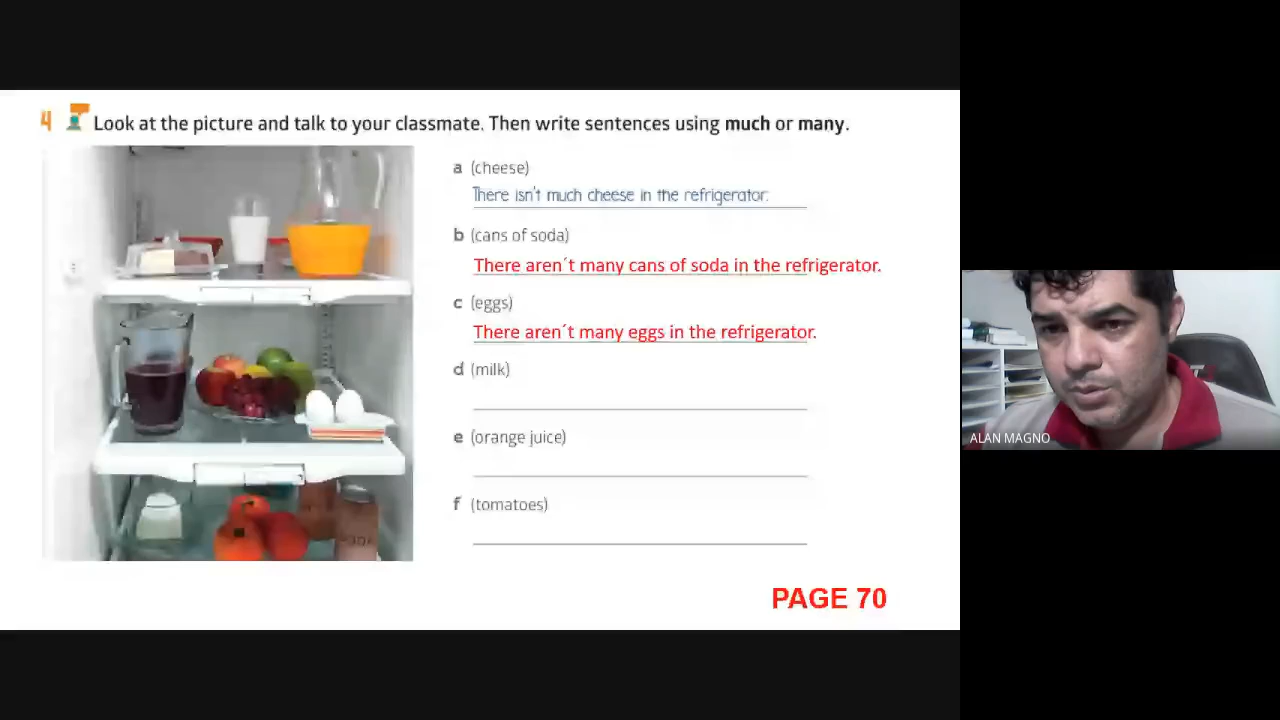 4 Look at the picture and talk to your classmate. Then write sentences using much or many.
a (cheese)
There isn't much cheese in the refrigerator.
b (cans of soda)
There aren´t many cans of soda in the refrigerator.
c (eggs)
There aren´t many eggs in the refrigerator.
d (milk)
e (orange juice)
f (tomatoes)
ALAN MAGNO
PAGE 70